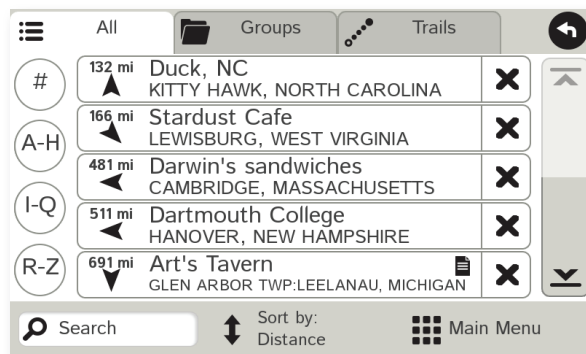 All
Groups
Trails
#
A-H
I-Q
R-Z
132 mi
Duck, NC
KITTY HAWK, NORTH CAROLINA
166 mi
Stardust Cafe
LEWISBURG, WEST VIRGINIA
481 mi
Darwin's sandwiches
CAMBRIDGE, MASSACHUSETTS
511 mi
Dartmouth College
HANOVER, NEW HAMPSHIRE
691 mi
Art's Tavern
GLEN ARBOR TWP:LEELANAU, MICHIGAN
Search
Sort by:
Distance
Main Menu